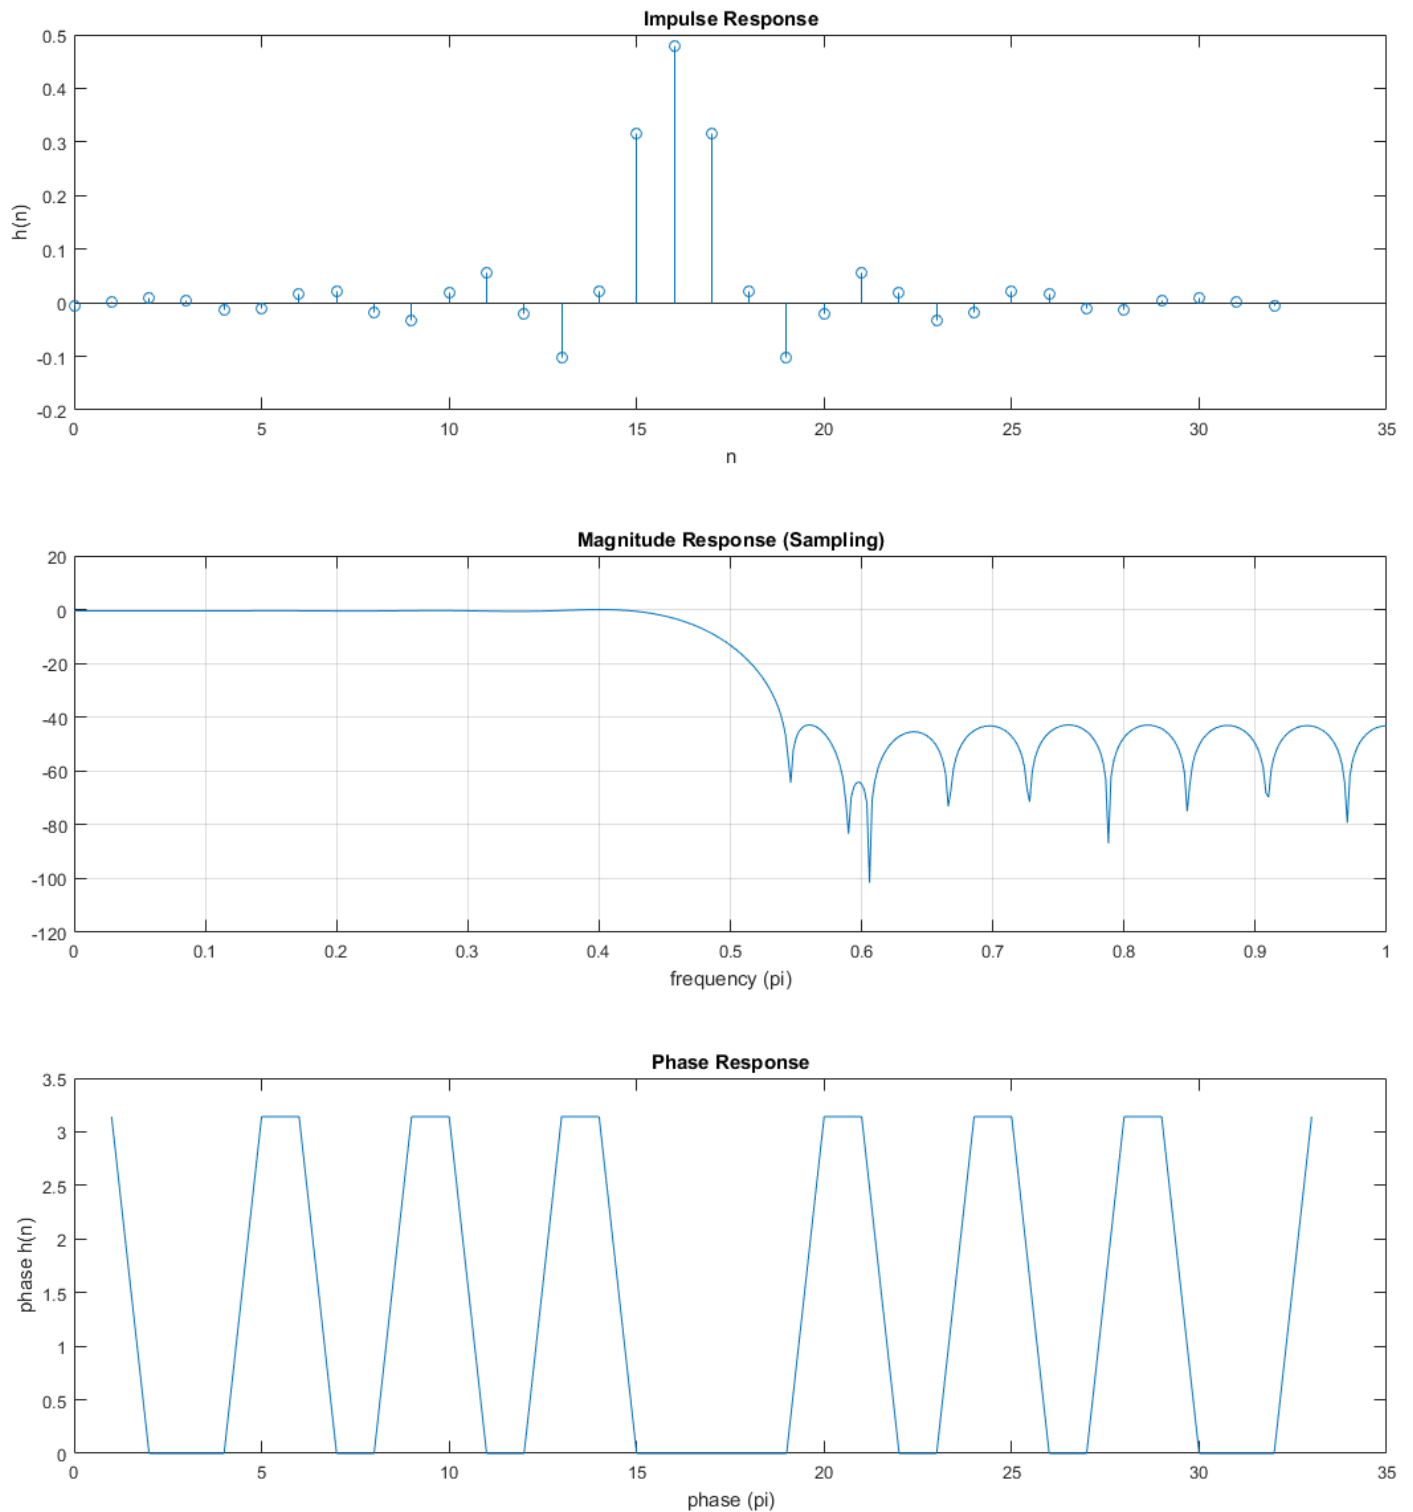 Impulse Response
0.5
0.4
0.3
0.2
0.1
0
-0.1
-0.2
h(n)
0 5 10 15 20 25 30 35
n
Magnitude Response (Sampling)
20
0
-20
-40
-60
-80
-100
-120
0 0.1 0.2 0.3 0.4 0.5 0.6 0.7 0.8 0.9 1
frequency (pi)
Phase Response
3.5
3
2.5
2
1.5
1
0.5
0
phase h(n)
0 5 10 15 20 25 30 35
phase (pi)